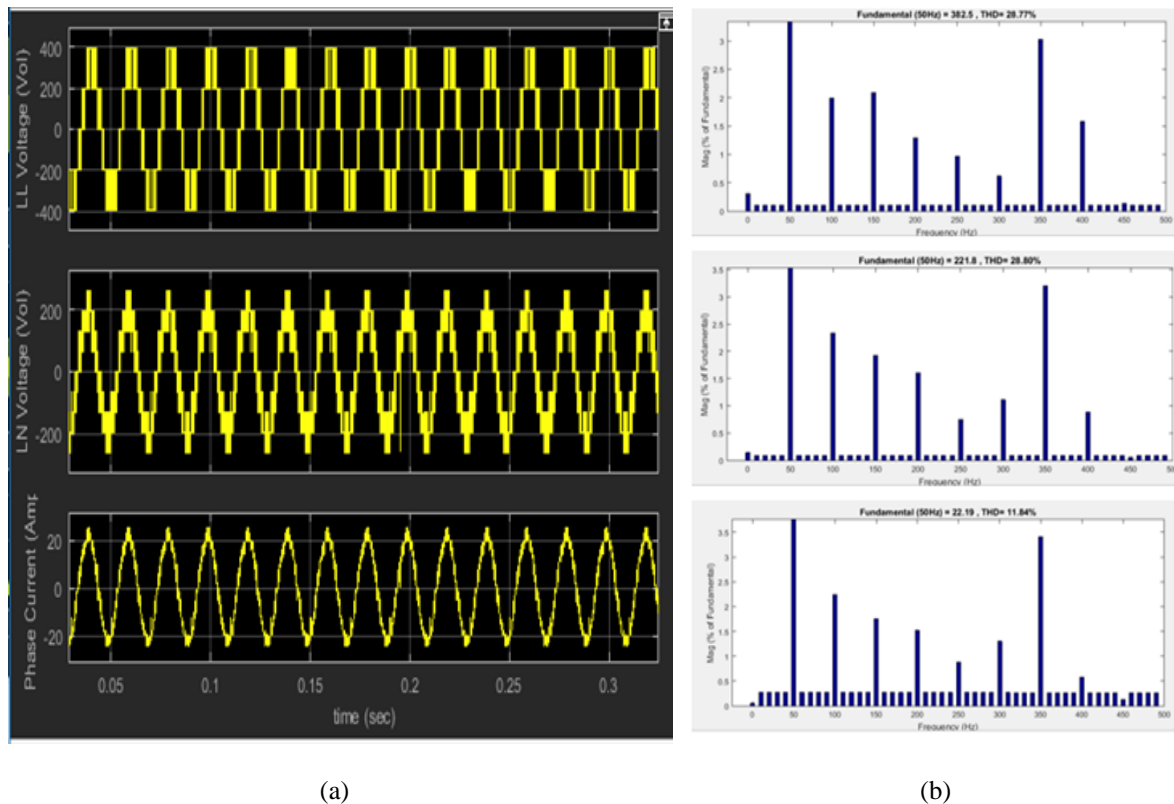 LL Voltage (Vol)
400
200
0
-200
-400
LN Voltage (Vol)
200
0
-200
Phase Current (Amp
20
0
-20
0.05 0.1 0.15 0.2 0.25 0.3
time (sec)
(a)
Fundamental (50Hz) = 382.5 , THD= 28.77%
Mag (% of Fundamental)
3
2.5
2
1.5
1
0.5
0
0 50 100 150 200 250 300 350 400 450 500
Frequency (Hz)
Fundamental (50Hz) = 221.8 , THD= 28.80%
Mag (% of Fundamental)
3.5
3
2.5
2
1.5
1
0.5
0
0 50 100 150 200 250 300 350 400 450 500
Frequency (Hz)
Fundamental (50Hz) = 22.19 , THD= 11.84%
Mag (% of Fundamental)
3.5
3
2.5
2
1.5
1
0.5
0
0 50 100 150 200 250 300 350 400 450 500
Frequency (Hz)
(b)